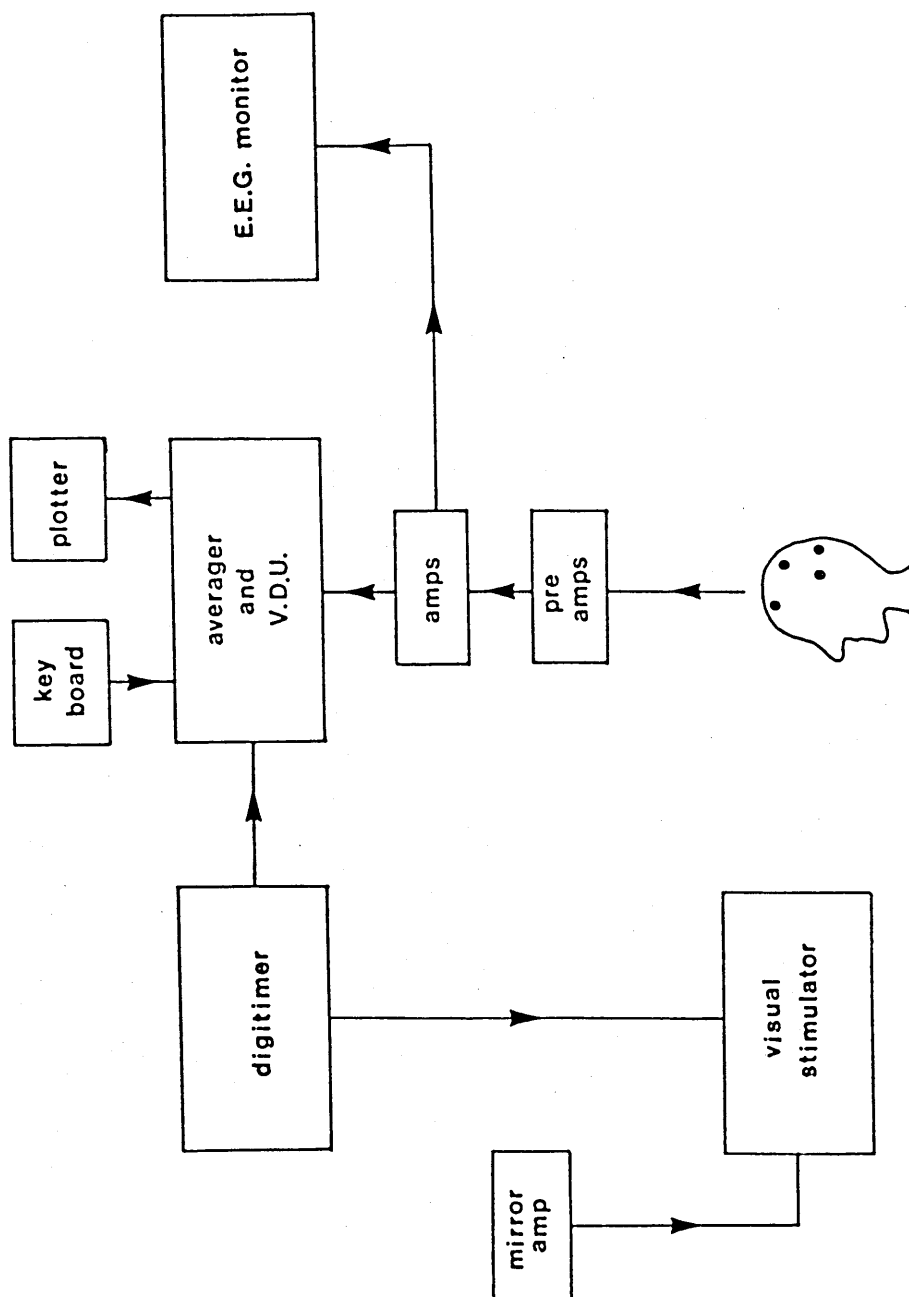 mirror
amp
digitimer
visual
stimulator
key
board
plotter
averager
and
V.D.U.
amps
pre
amps
E.E.G. monitor